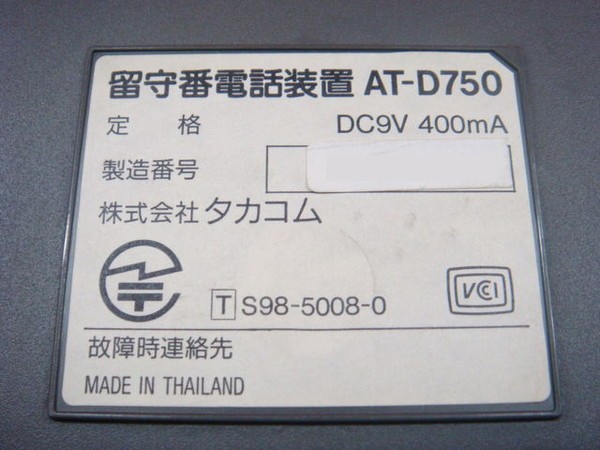 留守番電話装置 AT-D750
定　格 DC9V 400mA
製造番号
株式会社 タカコム
T S98-5008-0 VCI
故障時連絡先
MADE IN THAILAND